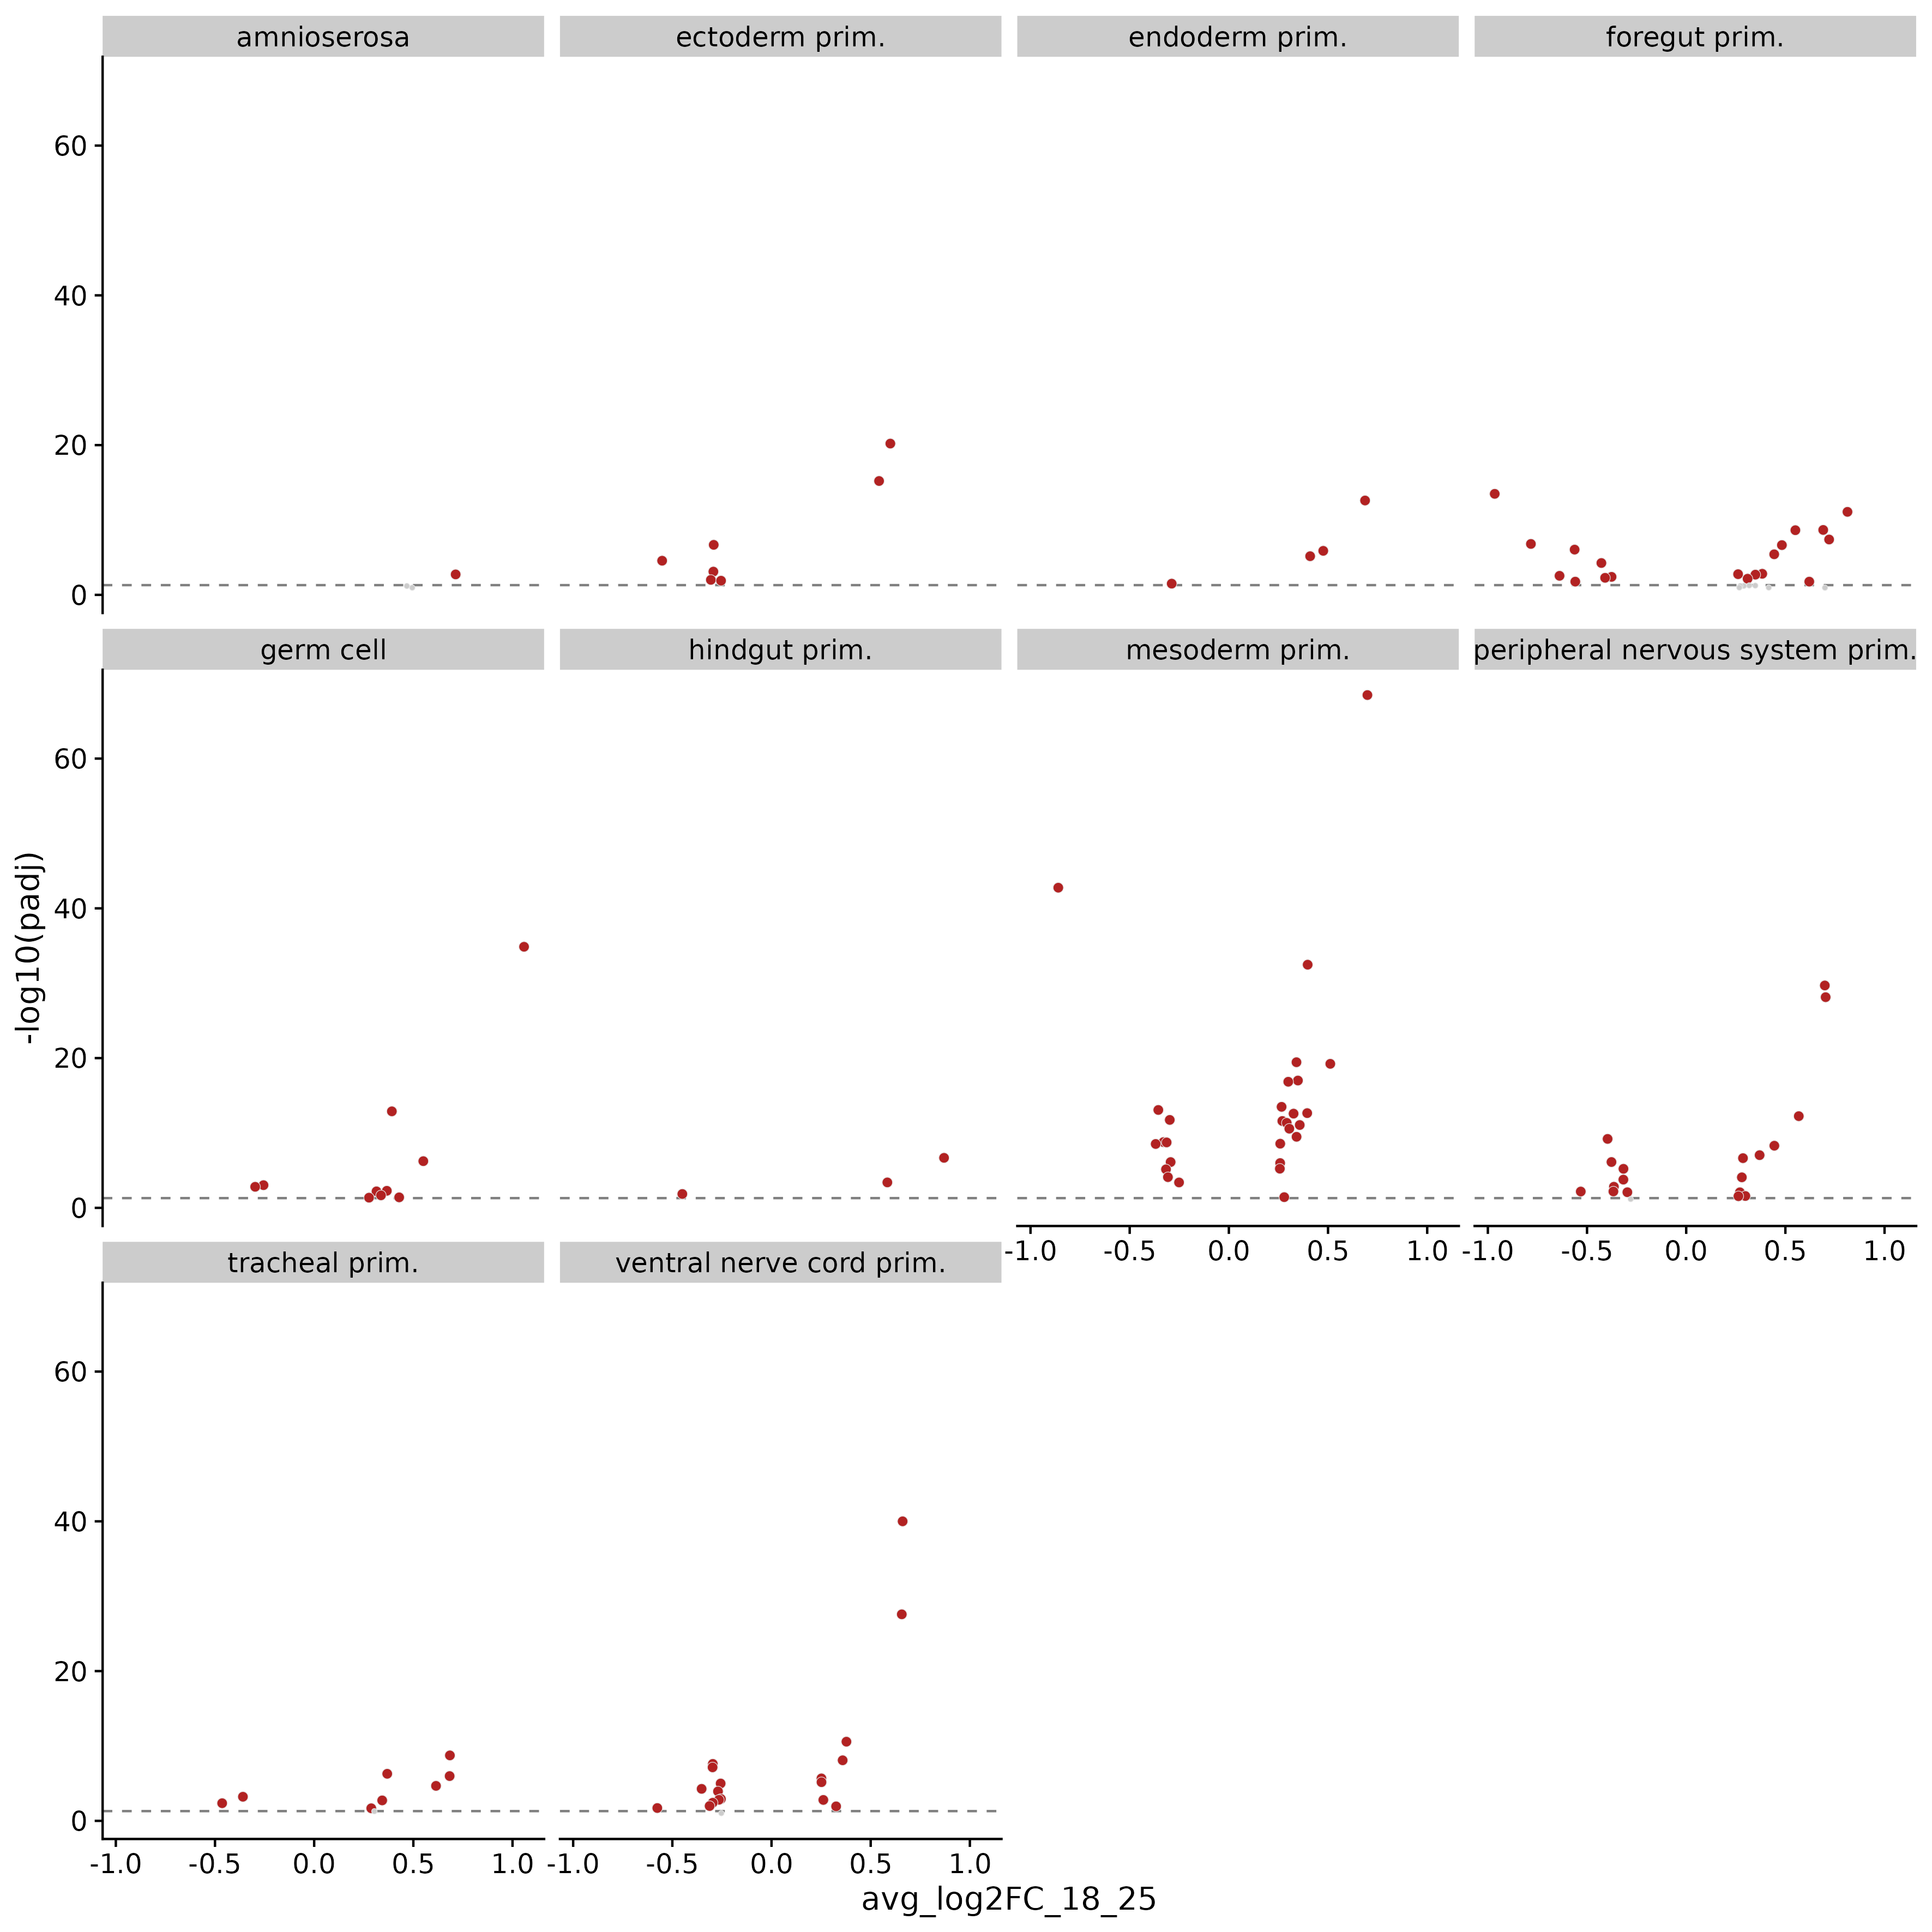 amnioserosa ectoderm prim. endoderm prim. foregut prim.
60
40
20
0
germ cell hindgut prim. mesoderm prim. peripheral nervous system prim.
60
40
20
0
-1.0 -0.5 0.0 0.5 1.0 -1.0 -0.5 0.0 0.5 1.0
tracheal prim. ventral nerve cord prim.
60
40
20
0
-1.0 -0.5 0.0 0.5 1.0 -1.0 -0.5 0.0 0.5 1.0
avg_log2FC_18_25
-log10(padj)